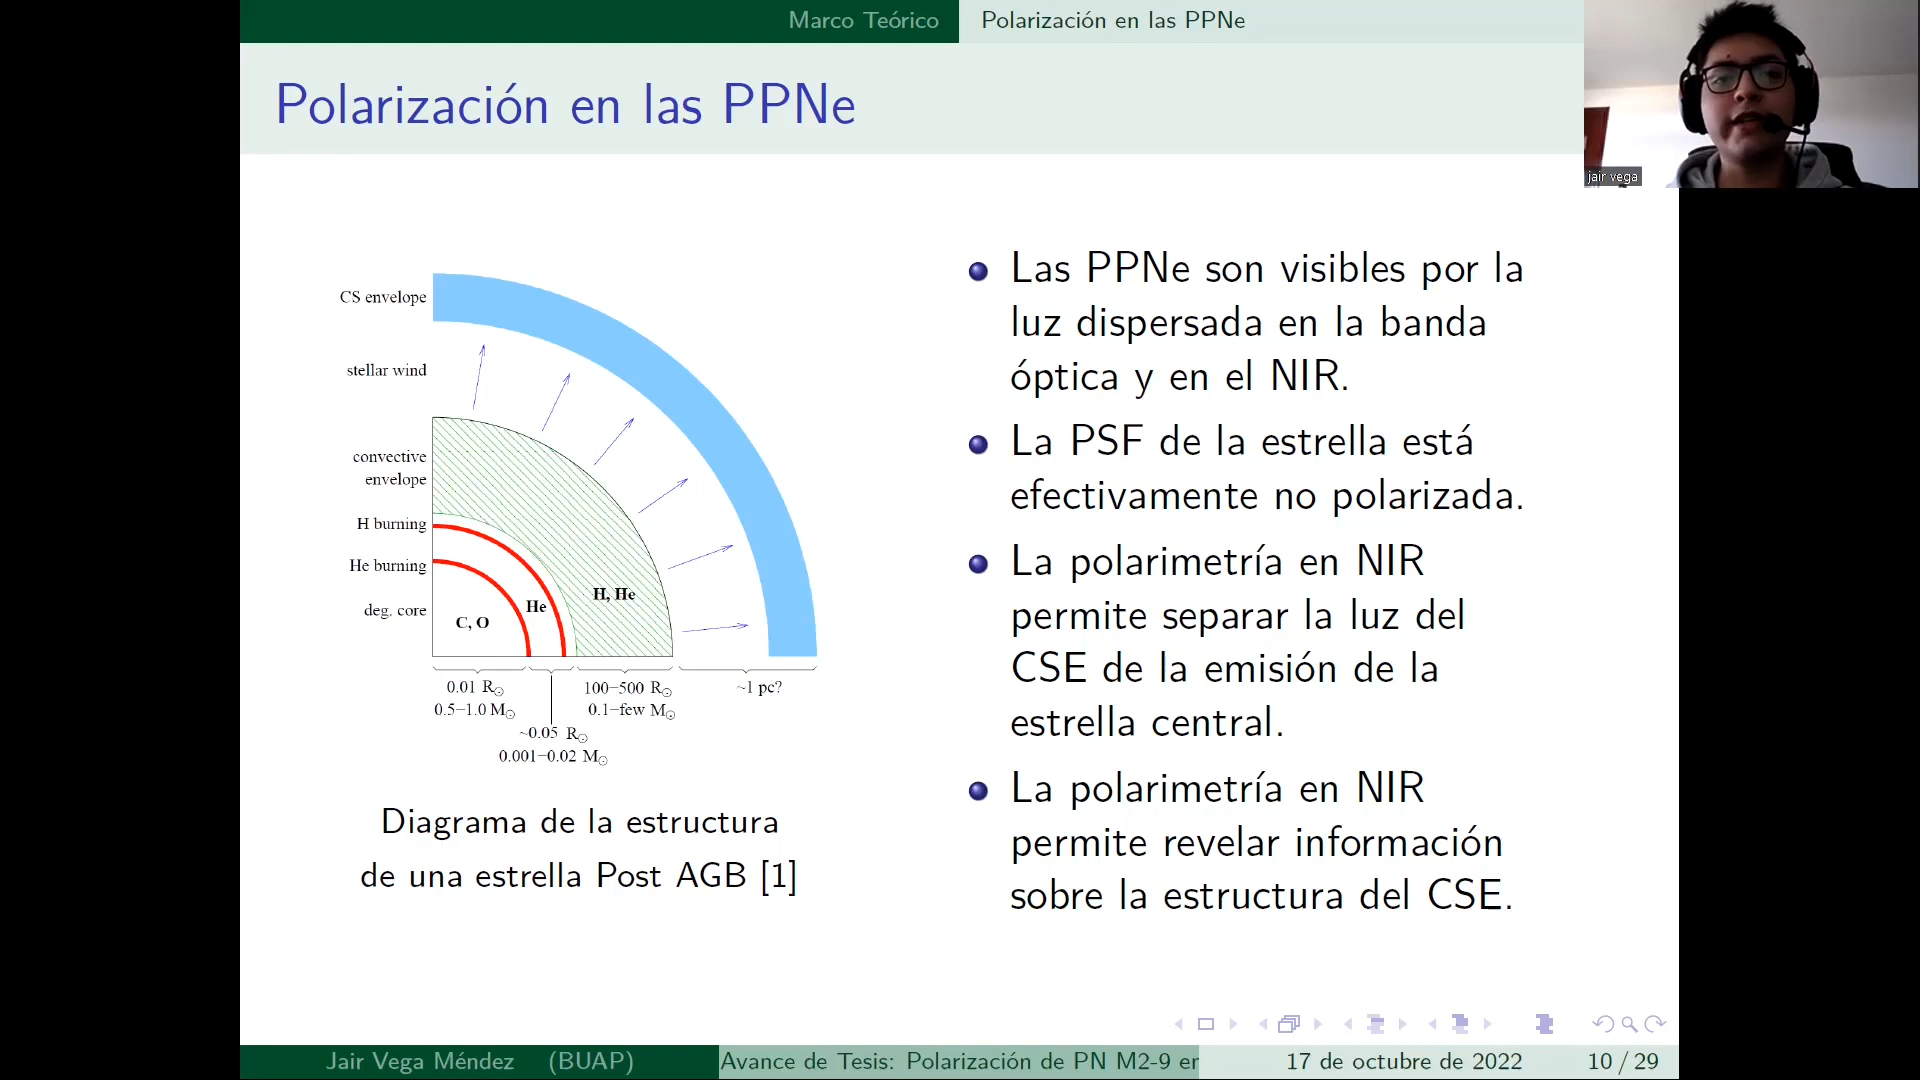 Marco Teórico
Polarización en las PPNe
Polarización en las PPNe
jair vega
CS envelope
stellar wind
convective
envelope
H burning
He burning
deg. core
C, O
He
H, He
0.01 R☉
0.5−1.0 M☉
~0.05 R☉
0.001−0.02 M☉
100−500 R☉
0.1−few M☉
~1 pc?
Diagrama de la estructura
de una estrella Post AGB [1]
Las PPNe son visibles por la
luz dispersada en la banda
óptica y en el NIR.
La PSF de la estrella está
efectivamente no polarizada.
La polarimetría en NIR
permite separar la luz del
CSE de la emisión de la
estrella central.
La polarimetría en NIR
permite revelar información
sobre la estructura del CSE.
Jair Vega Méndez (BUAP)
Avance de Tesis: Polarización de PN M2-9 en
17 de octubre de 2022
10 / 29